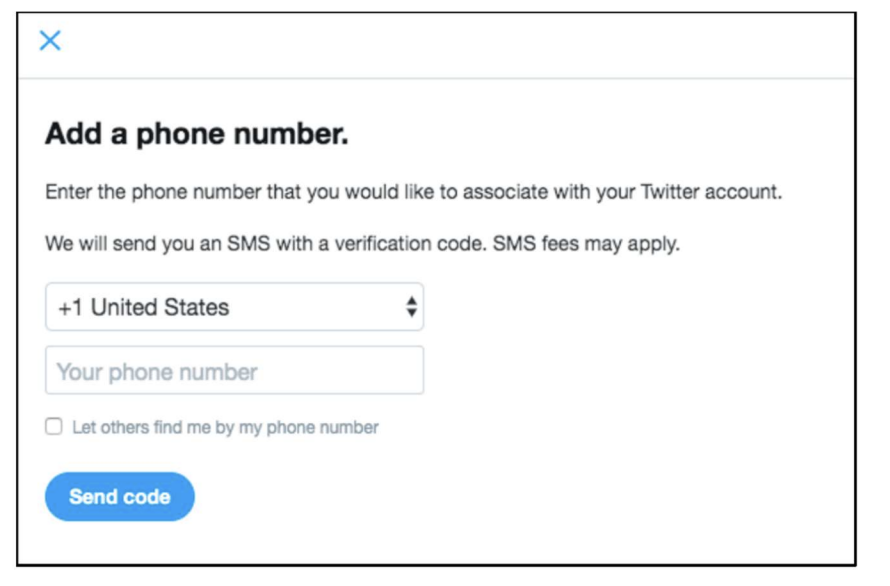 Add a phone number.
Enter the phone number that you would like to associate with your Twitter account.
We will send you an SMS with a verification code. SMS fees may apply.
+1 United States
Your phone number
Let others find me by my phone number
Send code